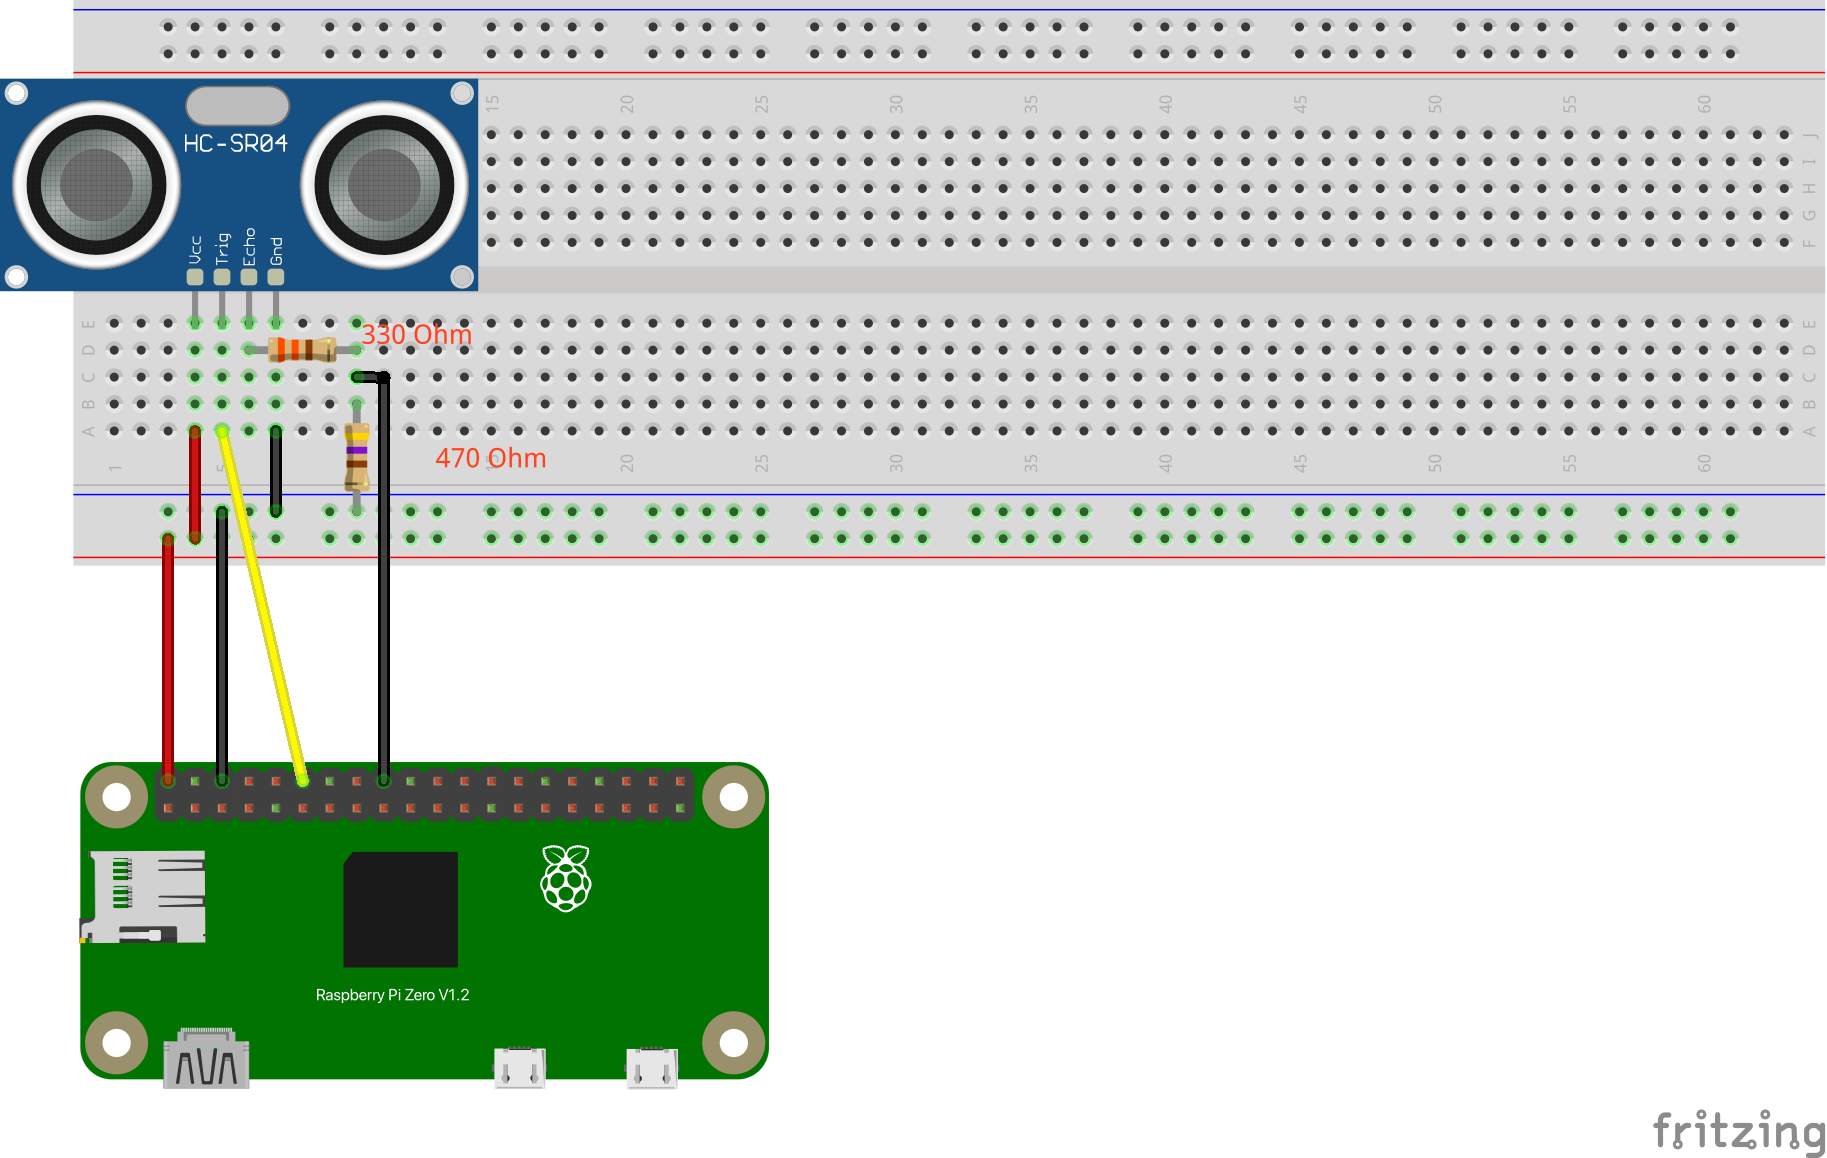 15 20 25 30 35 40 45 50 55 60
J
I
H
G
F
HC-SR04
Vcc Trig Echo Gnd
E E
330 Ohm
D D
C C
B B
A A
470 Ohm
1 5 15 20 25 30 35 40 45 50 55 60
Raspberry Pi Zero V1.2
fritzing